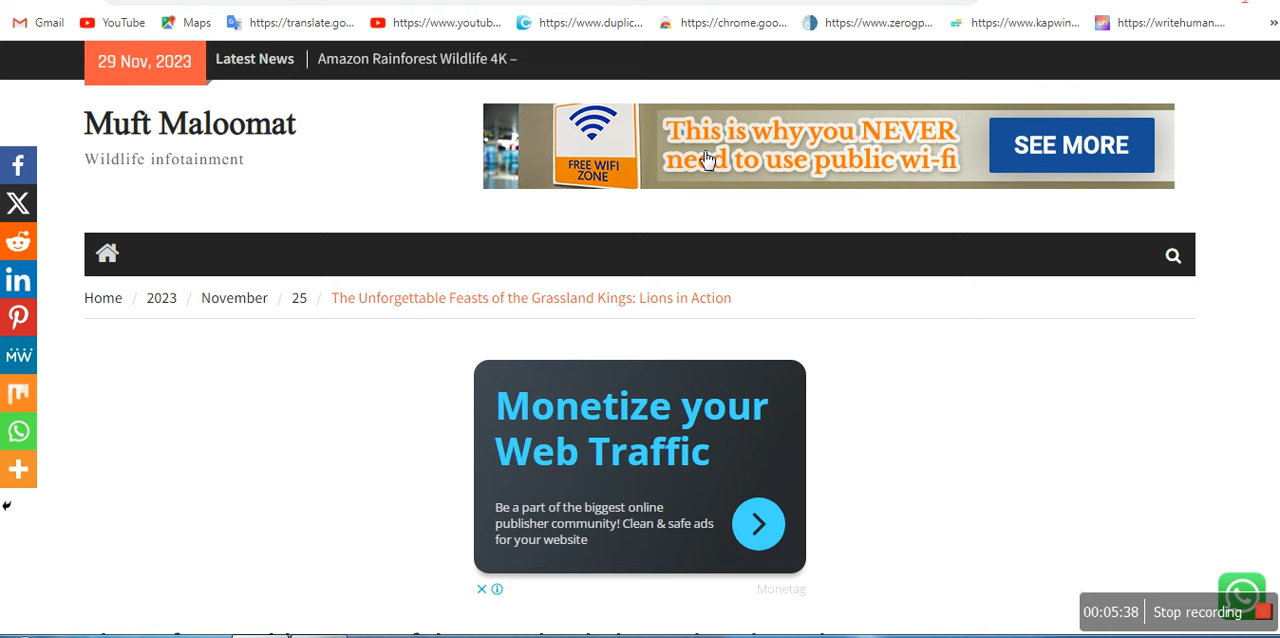 Gmail YouTube Maps https://translate.go... https://www.youtub... https://www.duplic... https://chrome.goo... https://www.zerogp... https://www.kapwin... https://writehuman.... »
29 Nov, 2023 Latest News Amazon Rainforest Wildlife 4K –
Muft Maloomat
Wildlife infotainment
FREE WIFI
ZONE
This is why you NEVER
need to use public wi-fi
SEE MORE
Home / 2023 / November / 25 / The Unforgettable Feasts of the Grassland Kings: Lions in Action
Monetize your
Web Traffic
Be a part of the biggest online
publisher community! Clean & safe ads
for your website
Monetag
f
X
in
MW
00:05:38 Stop recording